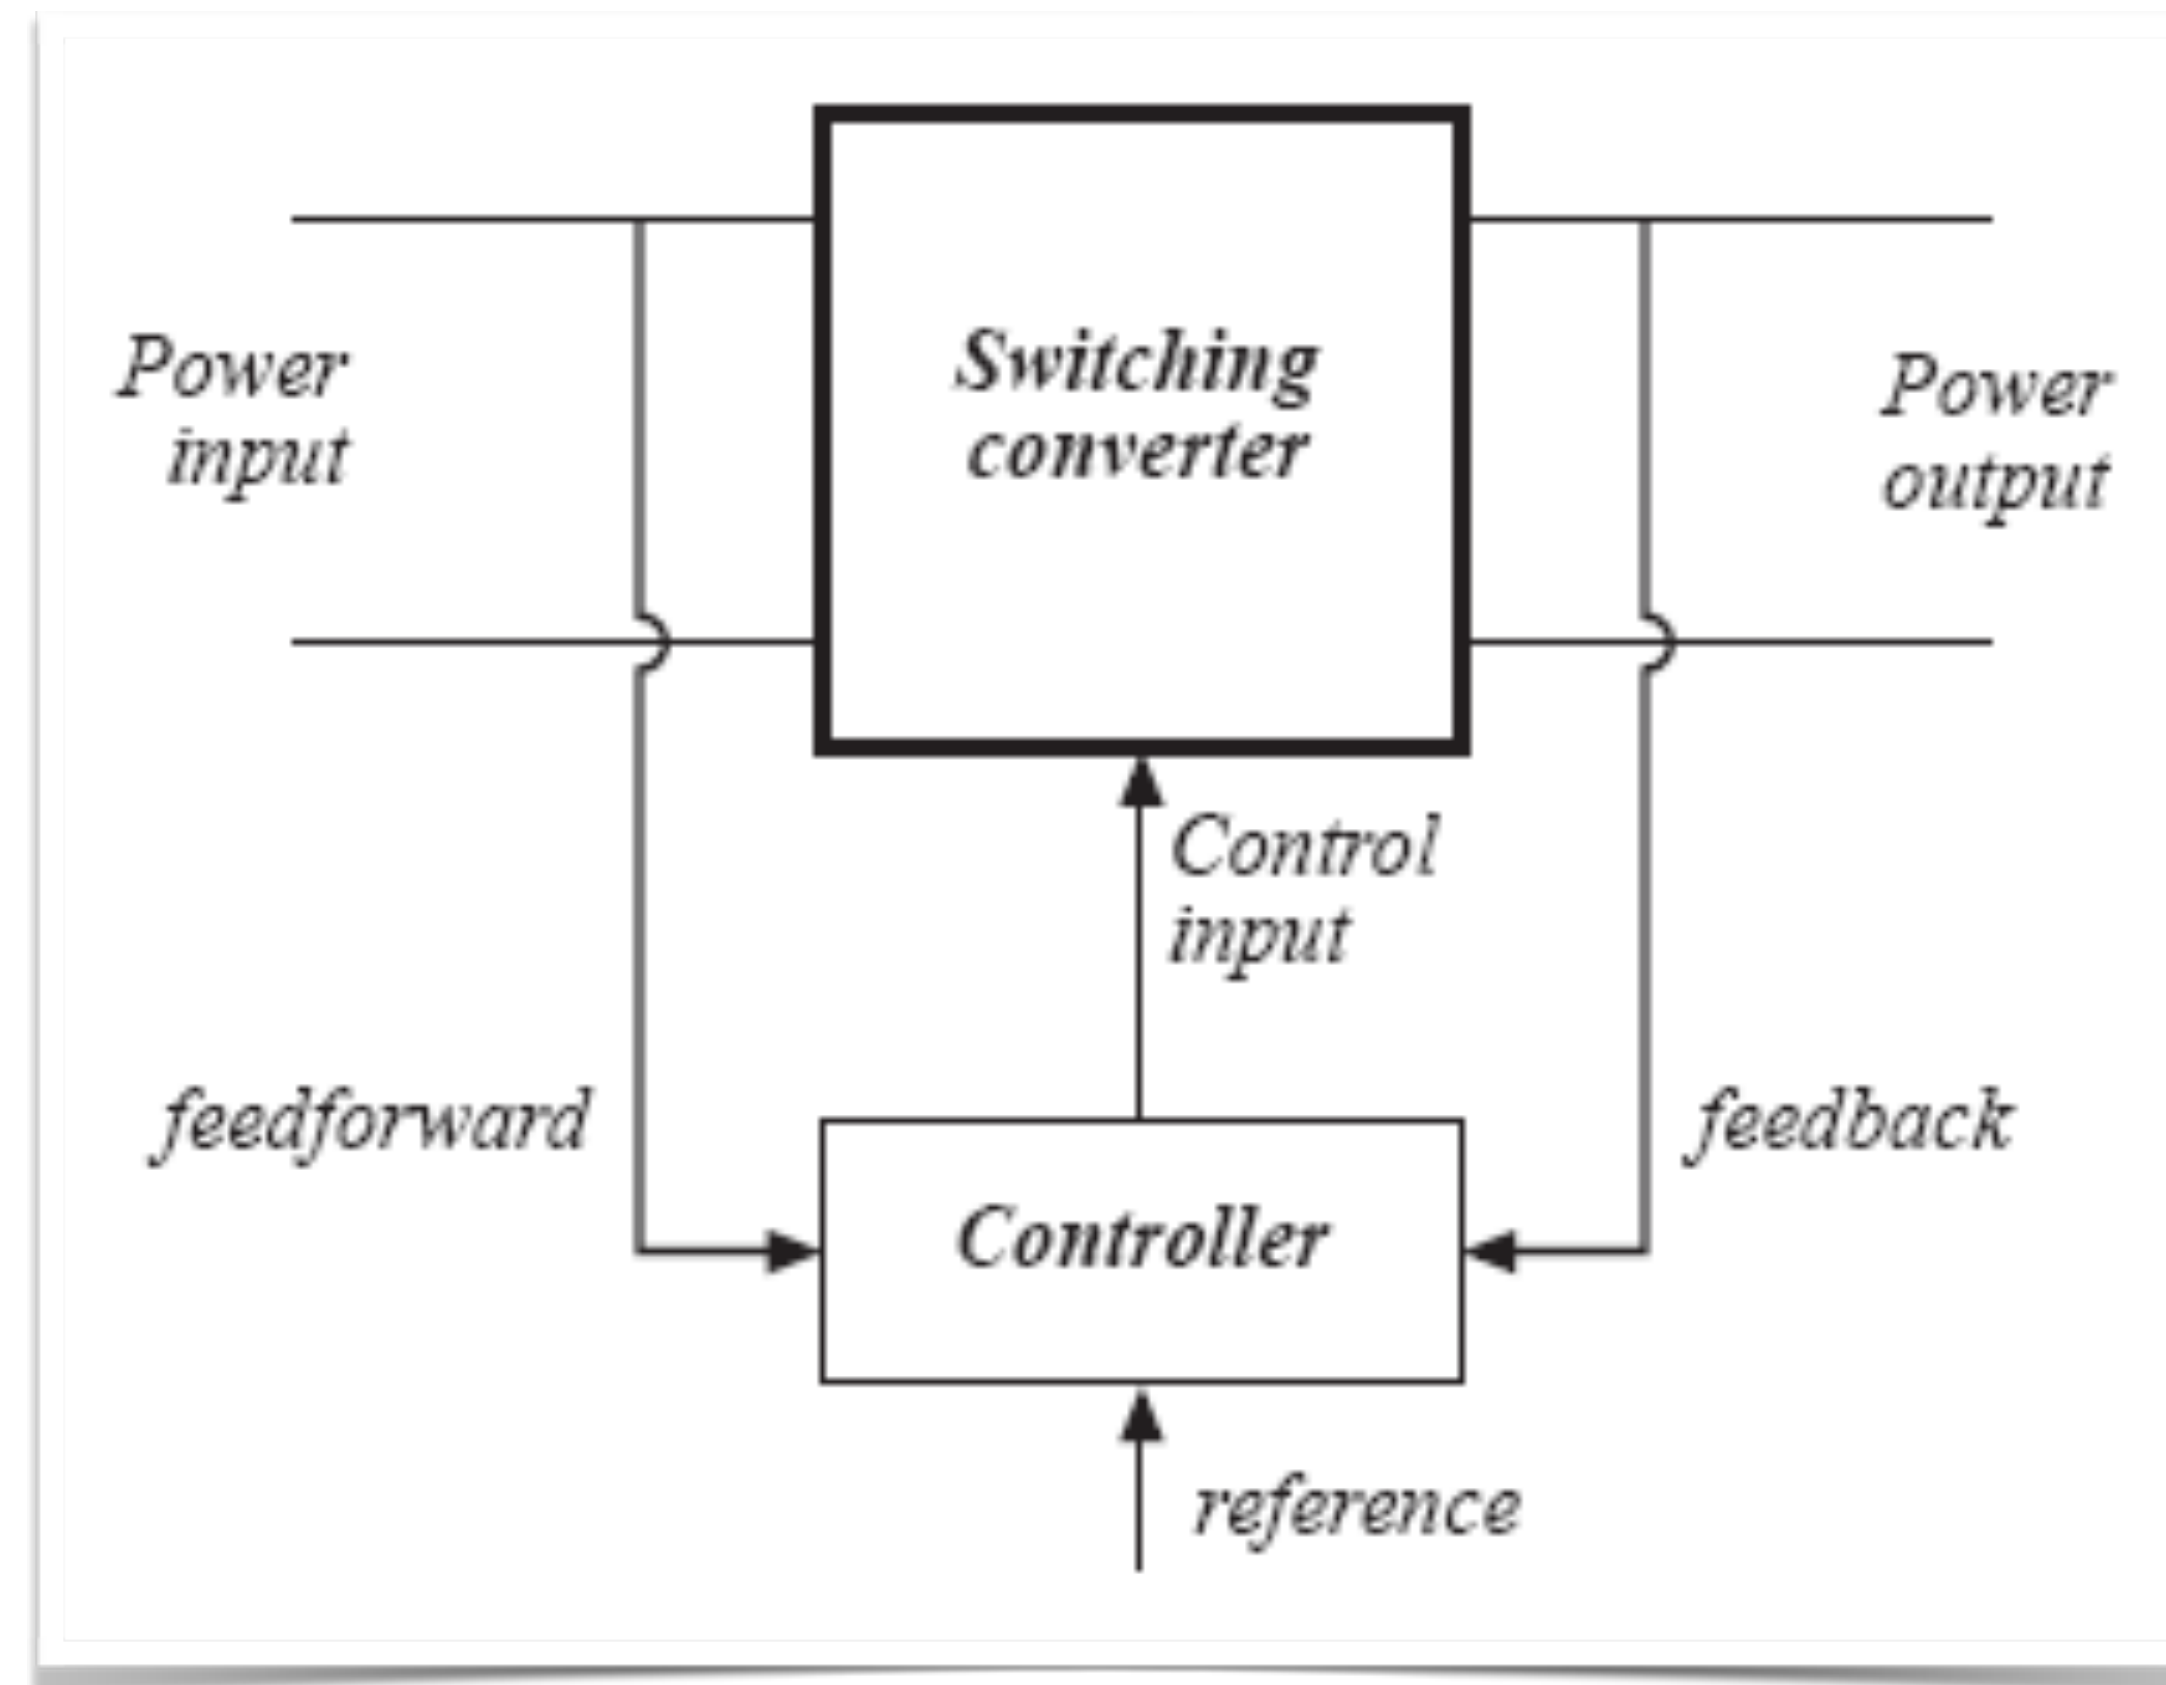 Power
input
Switching
converter
Power
output
Control
input
feedforward
feedback
Controller
reference